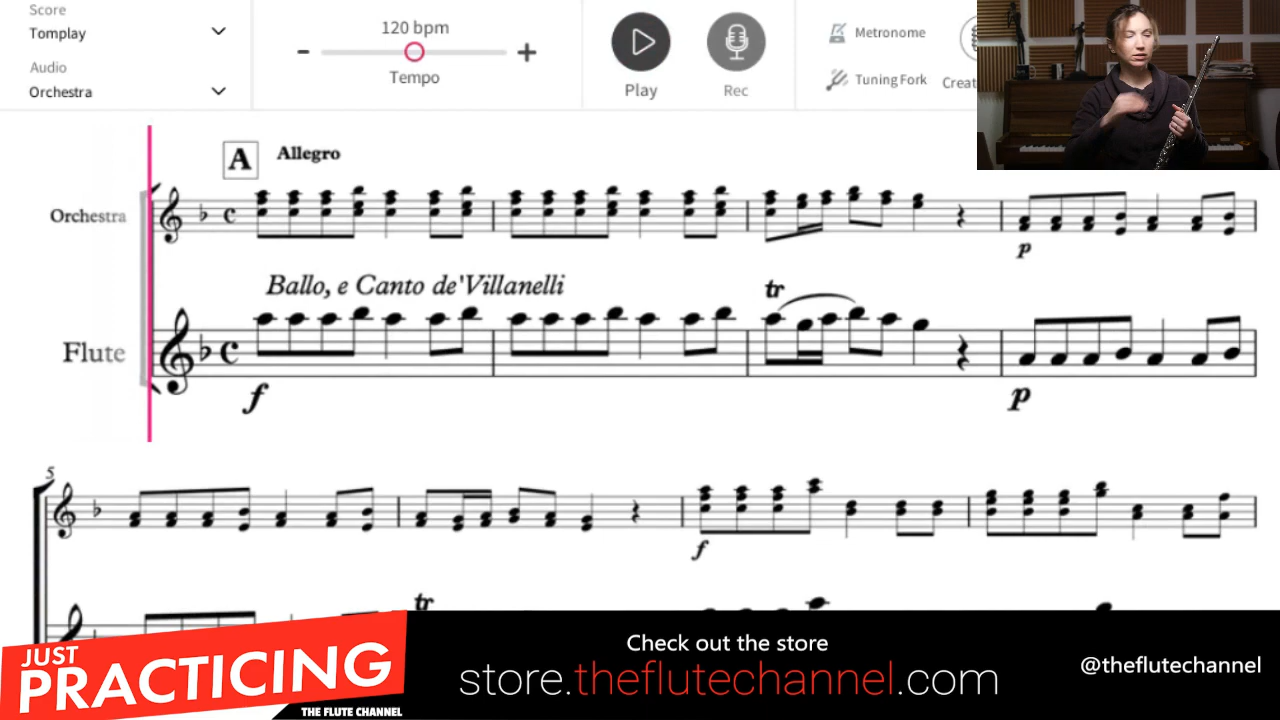 Score
Tomplay
Audio
Orchestra
120 bpm
Tempo
Play
Rec
Metronome
Tuning Fork
Creat
A Allegro
Orchestra
p
Ballo, e Canto de'Villanelli
tr
Flute
f
p
5
f
tr
JUST
PRACTICING
THE FLUTE CHANNEL
Check out the store
store.theflutechannel.com
@theflutechannel